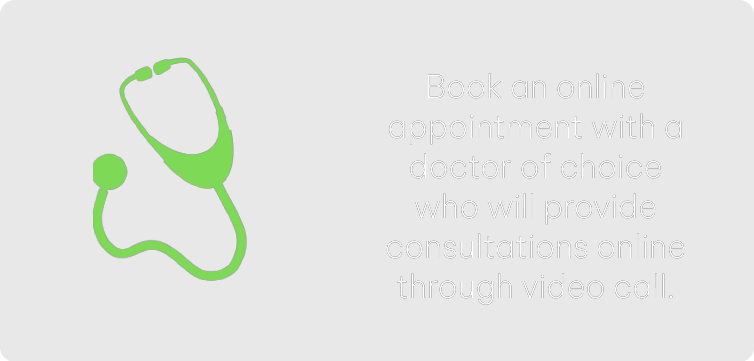 Book an online
appointment with a
doctor of choice
who will provide
consultations online
through video call.